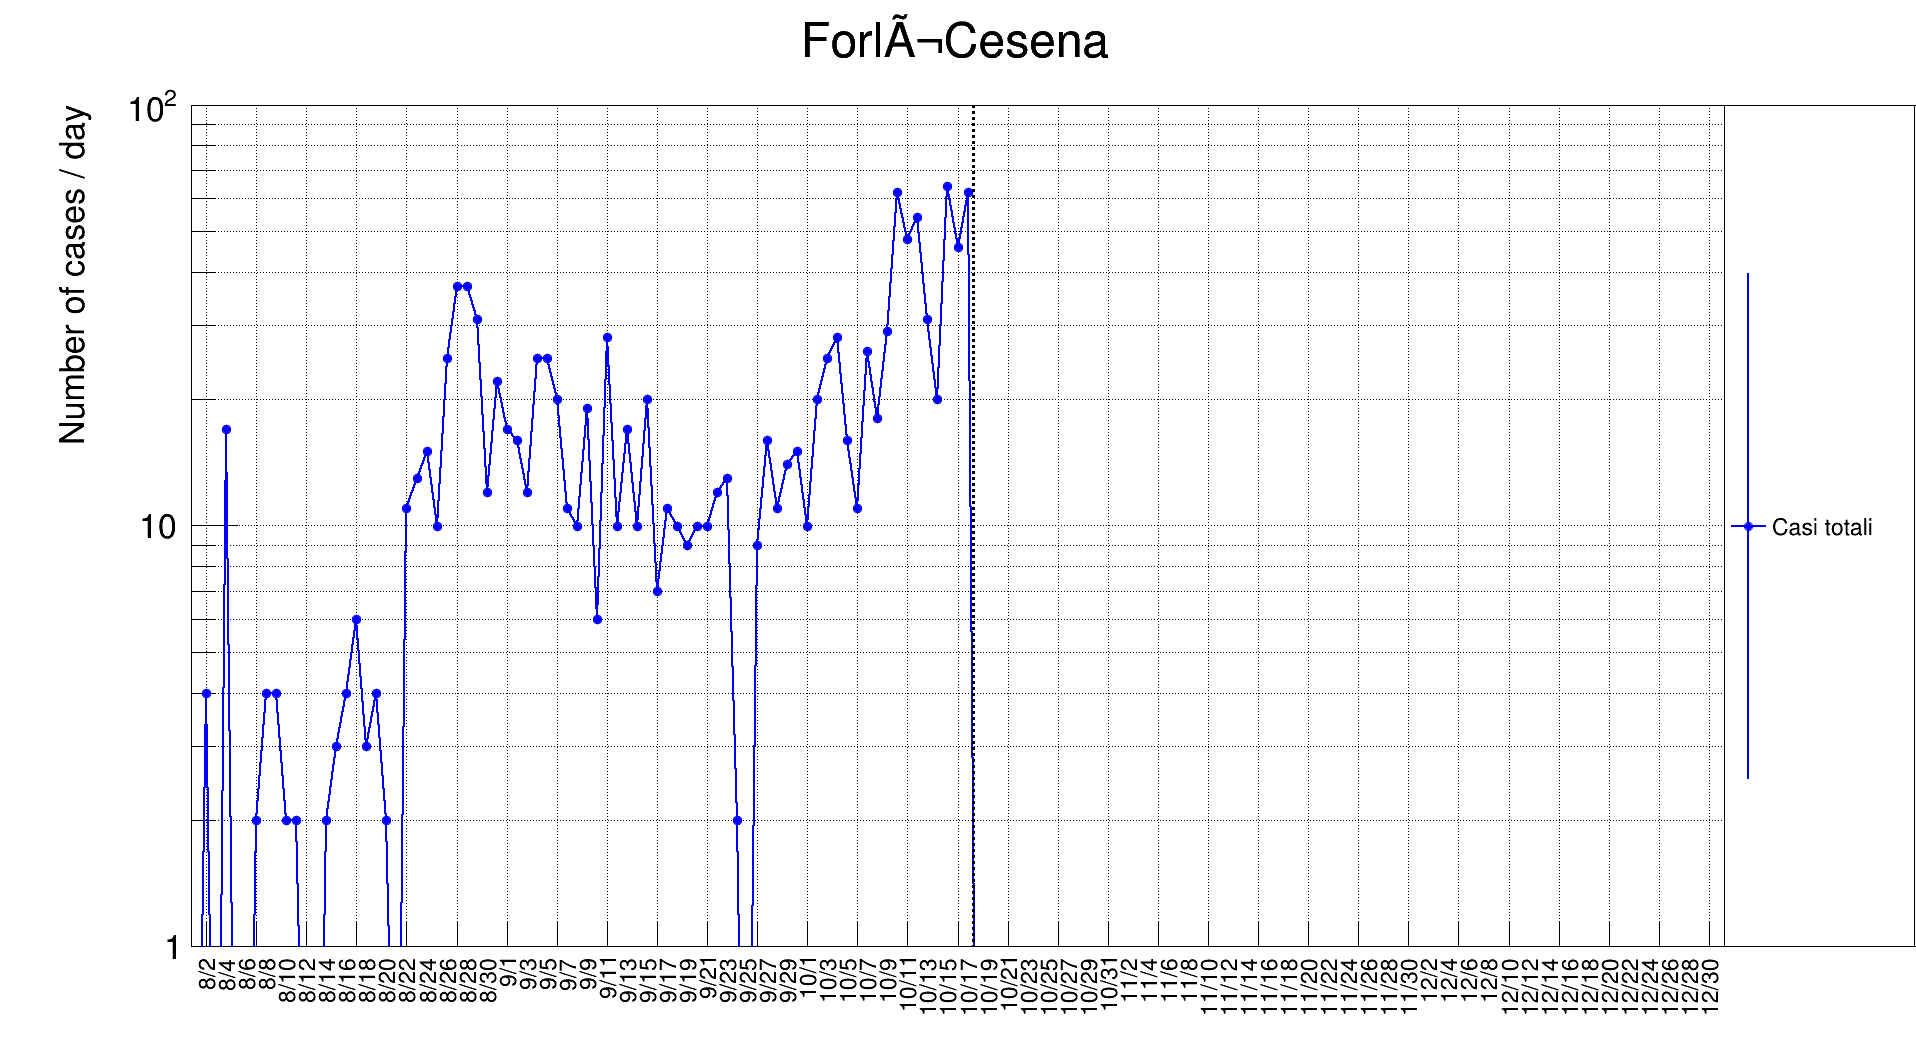 ForlÃ¬Cesena
Number of cases / day
10²
10
1
8/2 8/4 8/6 8/8 8/10 8/12 8/14 8/16 8/18 8/20 8/22 8/24 8/26 8/28 8/30 9/1 9/3 9/5 9/7 9/9 9/11 9/13 9/15 9/17 9/19 9/21 9/23 9/25 9/27 9/29 10/1 10/3 10/5 10/7 10/9 10/11 10/13 10/15 10/17 10/19 10/21 10/23 10/25 10/27 10/29 10/31 11/2 11/4 11/6 11/8 11/10 11/12 11/14 11/16 11/18 11/20 11/22 11/24 11/26 11/28 11/30 12/2 12/4 12/6 12/8 12/10 12/12 12/14 12/16 12/18 12/20 12/22 12/24 12/26 12/28 12/30
Casi totali